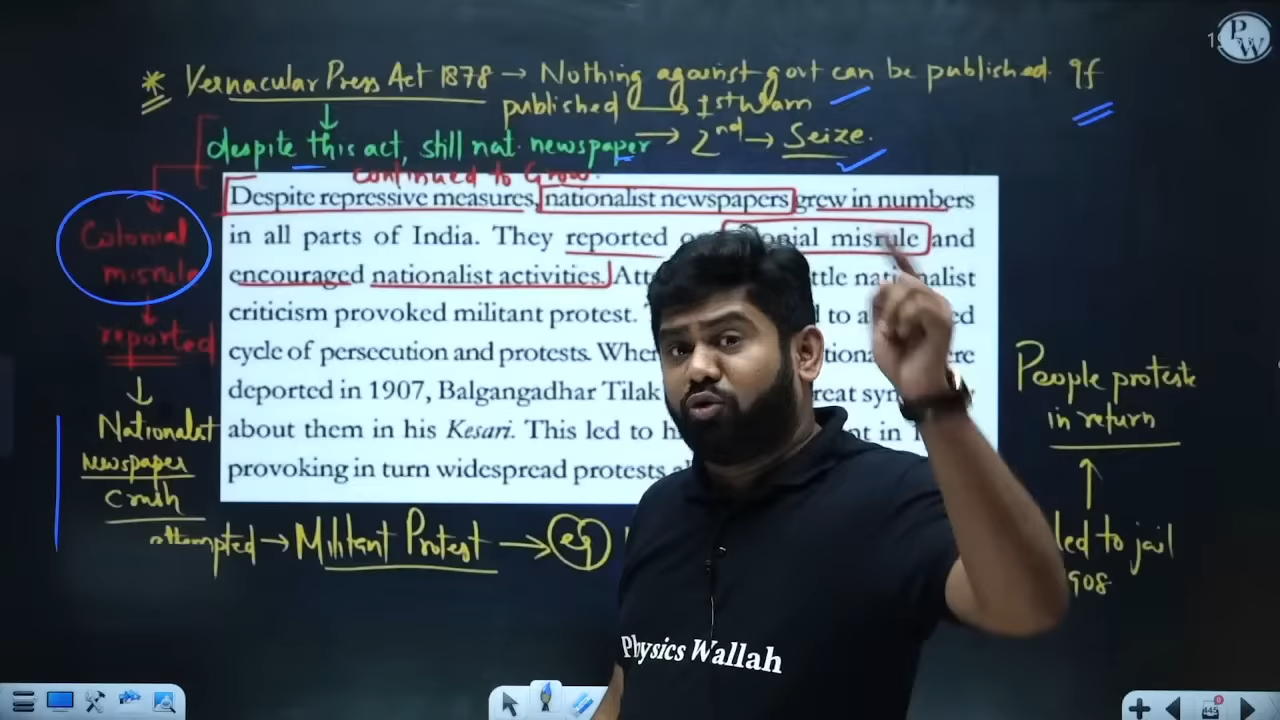 PW
* Vernacular Press Act 1878 → Nothing against govt can be published. If
published → 1st Warn
despite this act, still nat. newspaper → 2nd → Seize.
continued to Grow.
Despite repressive measures, nationalist newspapers grew in numbers
in all parts of India. They reported on colonial misrule and
encouraged nationalist activities.
criticism provoked militant protest.
cycle of persecution and protests.
deported in 1907, Balgangadhar Tilak
about them in his Kesari. This led to
provoking in turn widespread protests
Colonial
misrule
↓
reported
↓
Nationalist
Newspaper
Crush
attempted → Militant Protest → eg
People proteste
in return
↑
led to jail
908
Physics Wallah
445